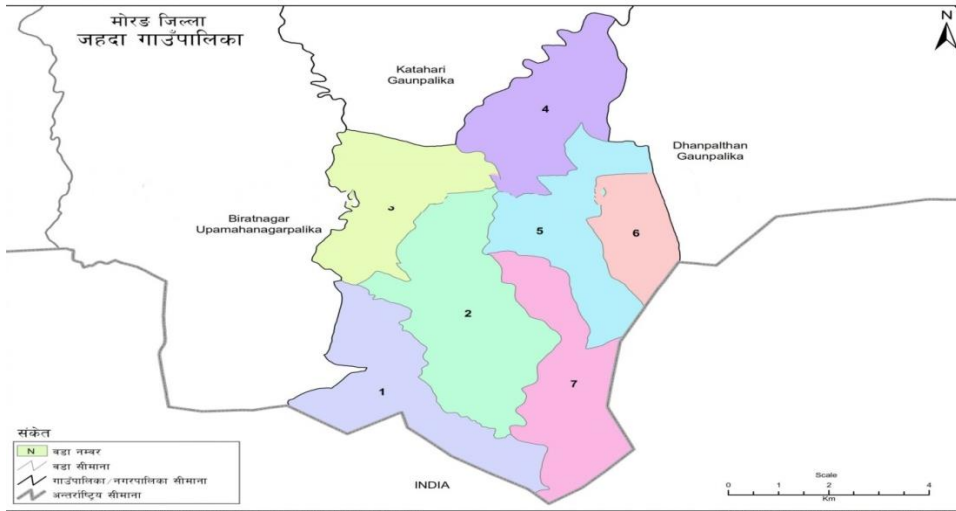 मोरङ जिल्ला
जहदा गाउँपालिका
N
Katahari
Gaunpalika
4
Dhanpalthan
Gaunpalika
3
Biratnagar
Upamahanagarpalika
5
6
2
7
1
संकेत
N वडा नम्बर
वडा सीमाना
गाउँपालिका/नगरपालिका सीमाना
अन्तर्राष्ट्रिय सीमाना
INDIA
Scale
0 1 2 4
Km